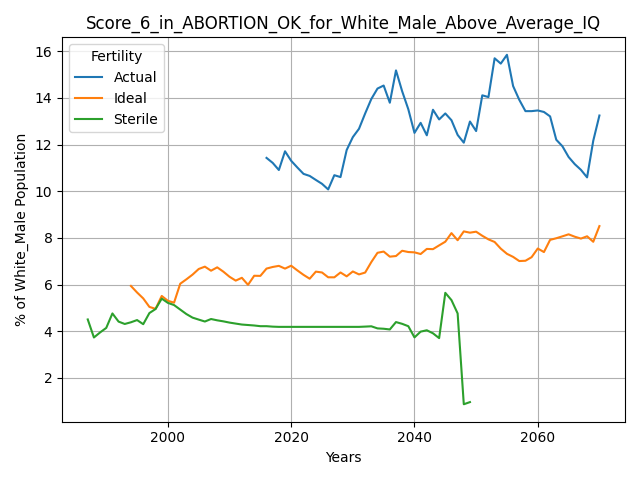 Score_6_in_ABORTION_OK_for_White_Male_Above_Average_IQ
% of White_Male Population
16
14
12
10
8
6
4
2
Fertility
Actual
Ideal
Sterile
2000 2020 2040 2060
Years